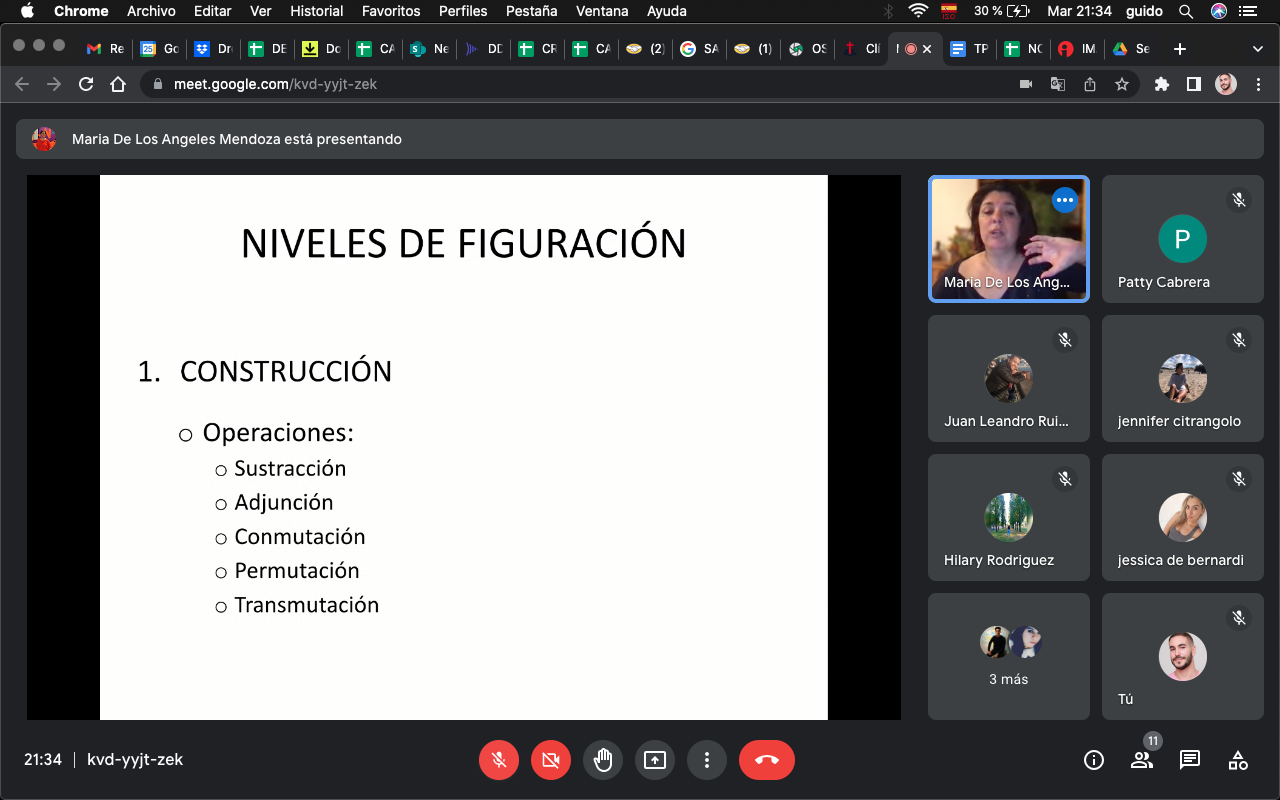 Chrome Archivo Editar Ver Historial Favoritos Perfiles Pestaña Ventana Ayuda ISO 30 % Mar 21:34 guido
Re 25 Go Dr DE Do CA S Ne DD CR CA (2) G SA (1) OS Clí TP NC IM Se
meet.google.com/kvd-yyjt-zek
Maria De Los Angeles Mendoza está presentando
NIVELES DE FIGURACIÓN
1. CONSTRUCCIÓN
o Operaciones:
o Sustracción
o Adjunción
o Conmutación
o Permutación
o Transmutación
Maria De Los Ang...
P
Patty Cabrera
Juan Leandro Rui...
jennifer citrangolo
Hilary Rodriguez
jessica de bernardi
3 más
Tú
21:34 | kvd-yyjt-zek
11